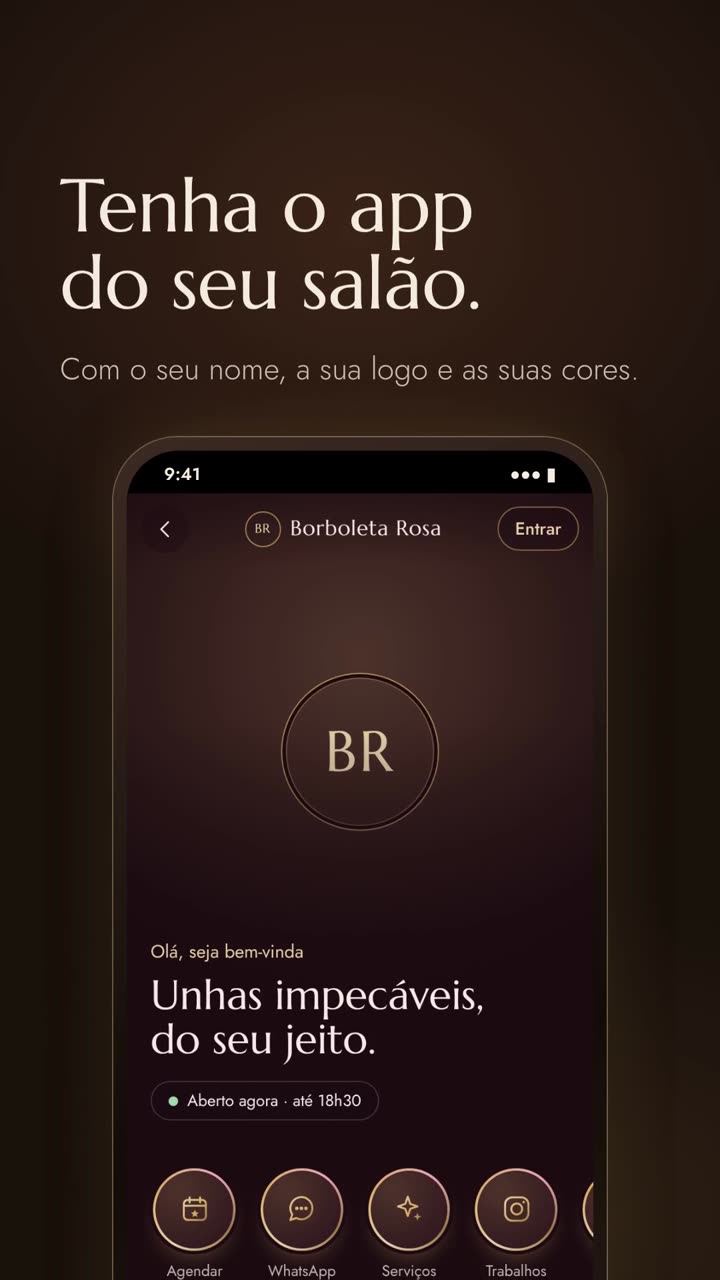 Tenha o app
do seu salão.
Com o seu nome, a sua logo e as suas cores.
9:41
BR Borboleta Rosa
Entrar
BR
Olá, seja bem-vinda
Unhas impecáveis,
do seu jeito.
Aberto agora · até 18h30
Agendar WhatsApp Serviços Trabalhos